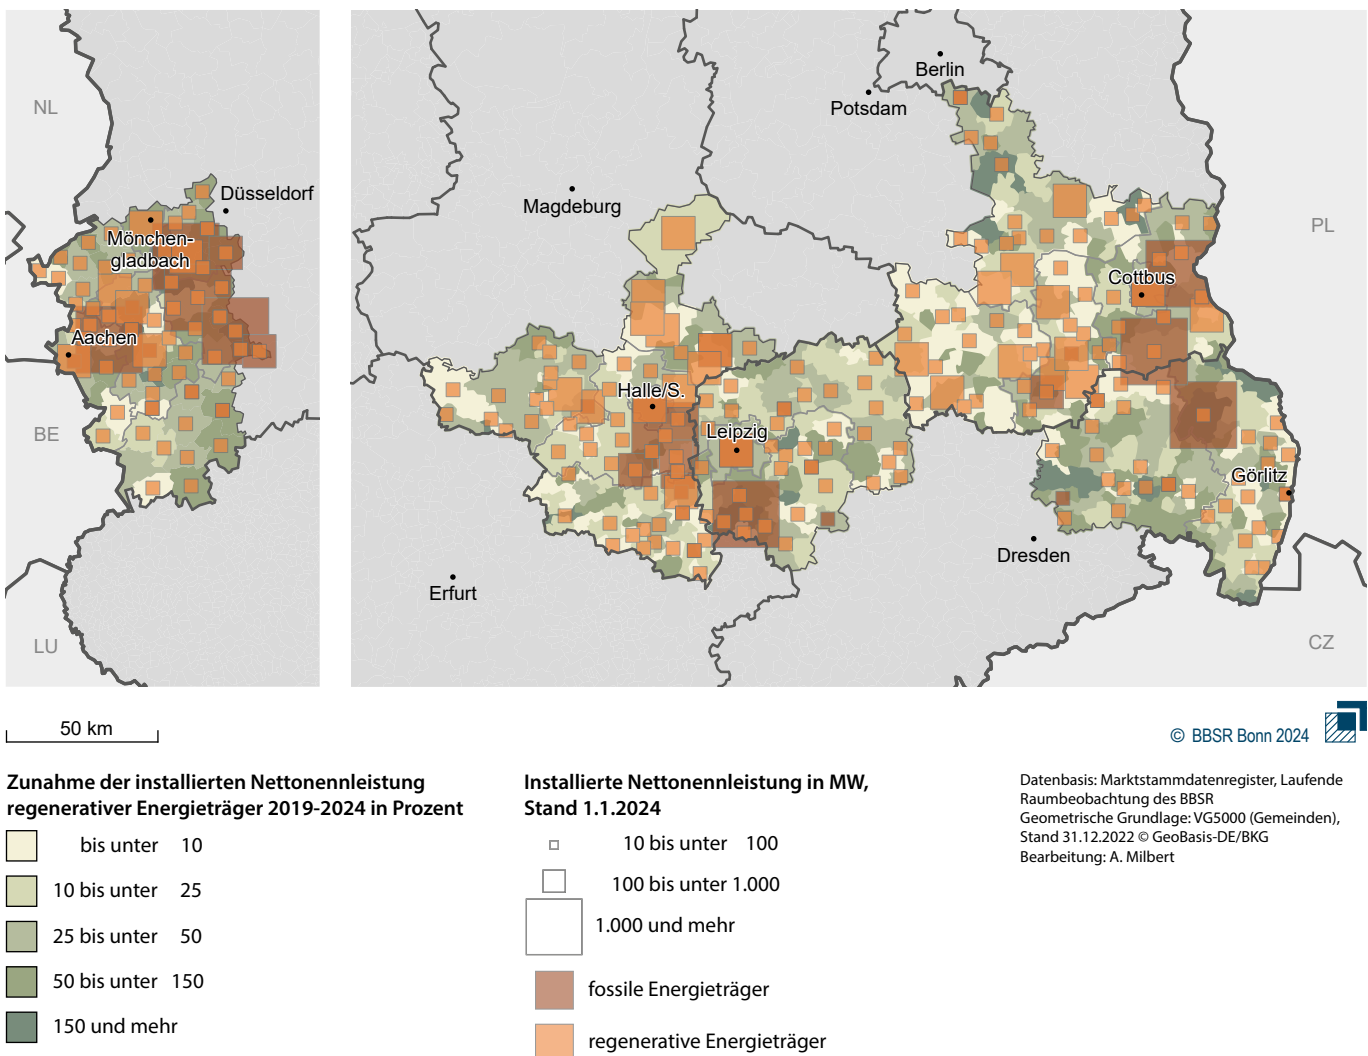 NL
Düsseldorf
Mönchen-
gladbach
Aachen
BE
LU
Berlin
Potsdam
Magdeburg
PL
Cottbus
Halle/S.
Leipzig
Görlitz
Dresden
Erfurt
CZ
50 km
© BBSR Bonn 2024
Zunahme der installierten Nettonennleistung
regenerativer Energieträger 2019-2024 in Prozent
bis unter 10
10 bis unter 25
25 bis unter 50
50 bis unter 150
150 und mehr
Installierte Nettonennleistung in MW,
Stand 1.1.2024
10 bis unter 100
100 bis unter 1.000
1.000 und mehr
fossile Energieträger
regenerative Energieträger
Datenbasis: Marktstammdatenregister, Laufende
Raumbeobachtung des BBSR
Geometrische Grundlage: VG5000 (Gemeinden),
Stand 31.12.2022 © GeoBasis-DE/BKG
Bearbeitung: A. Milbert